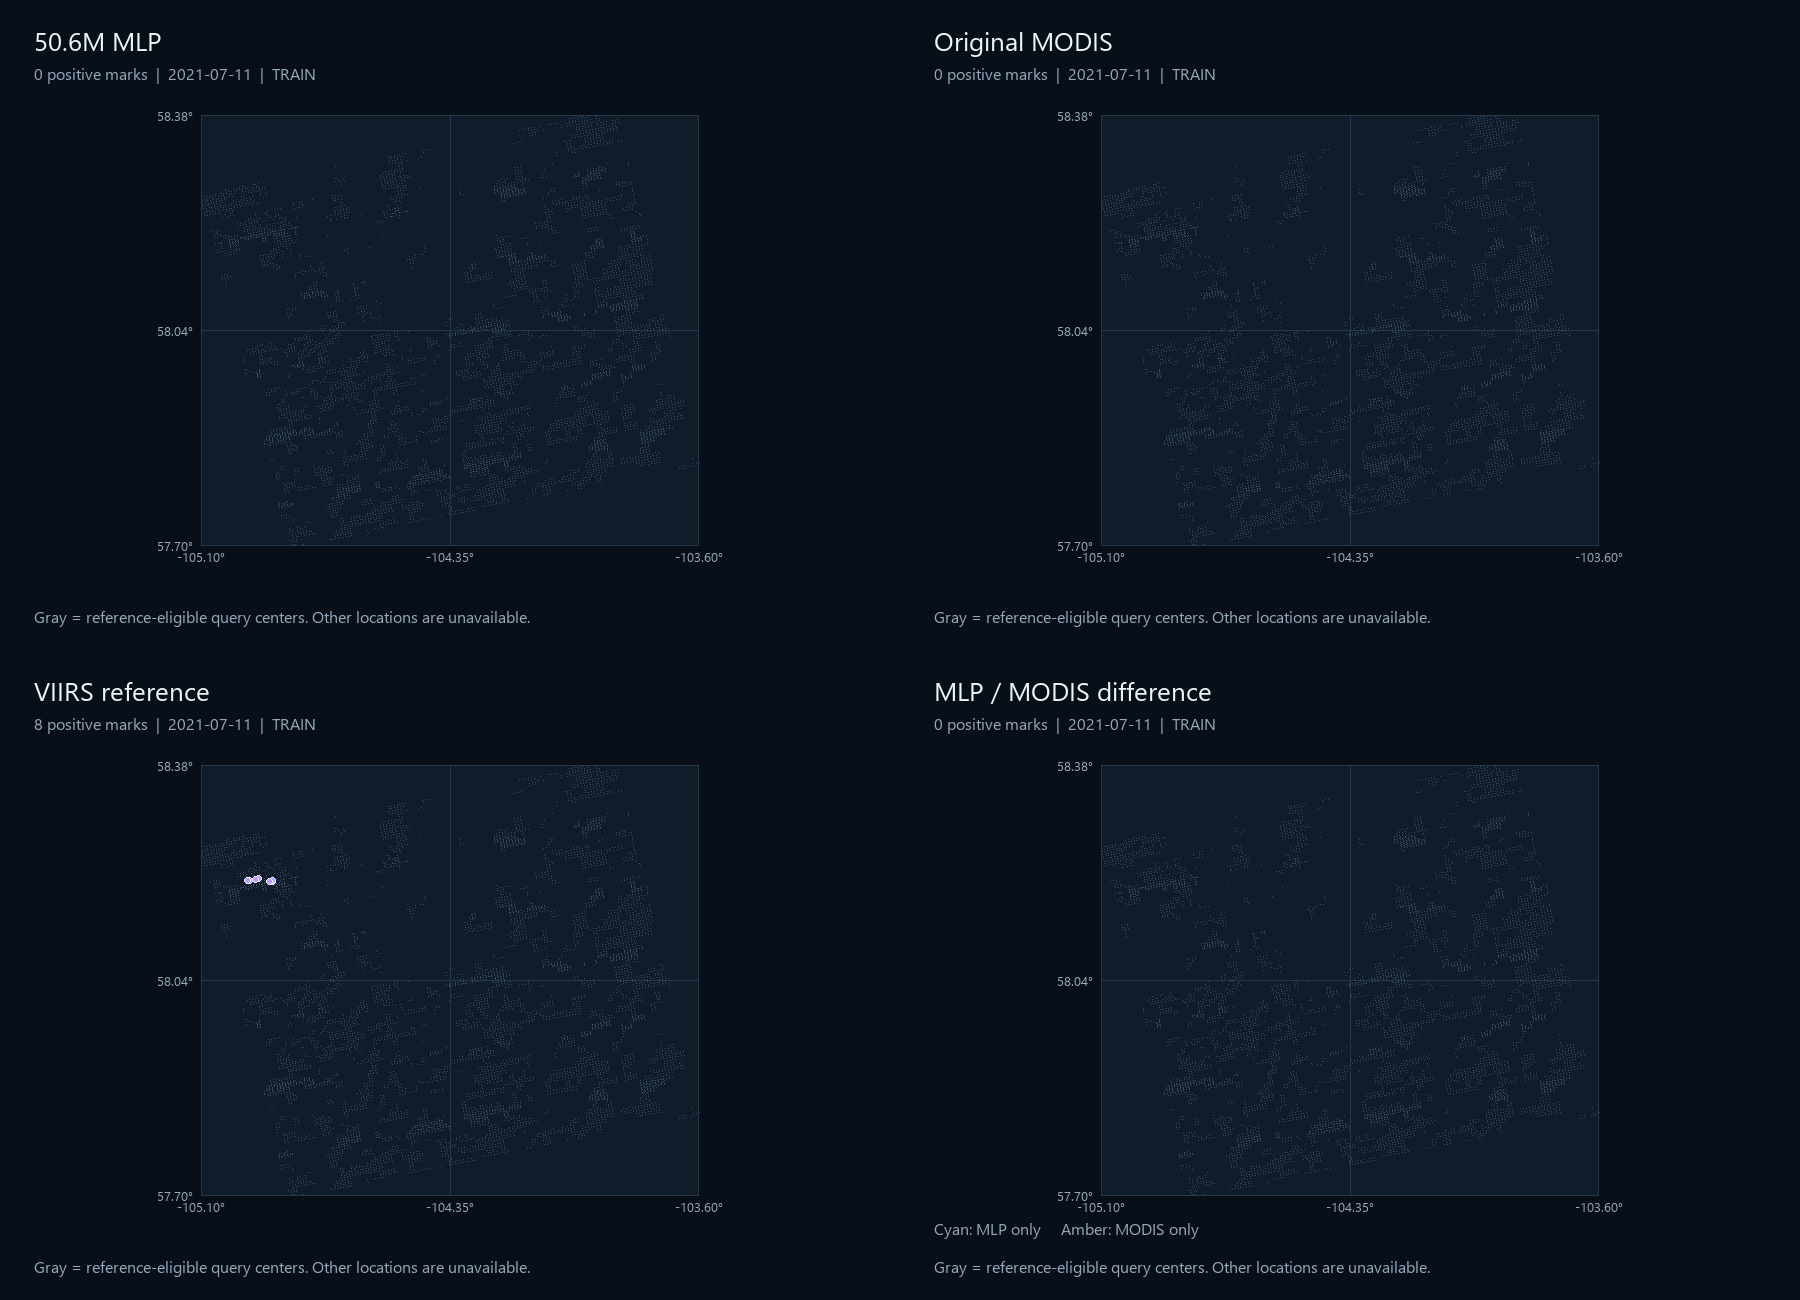 50.6M MLP
0 positive marks | 2021-07-11 | TRAIN
58.38°
58.04°
57.70°
-105.10°
-104.35°
-103.60°
Gray = reference-eligible query centers. Other locations are unavailable.
Original MODIS
0 positive marks | 2021-07-11 | TRAIN
58.38°
58.04°
57.70°
-105.10°
-104.35°
-103.60°
Gray = reference-eligible query centers. Other locations are unavailable.
VIIRS reference
8 positive marks | 2021-07-11 | TRAIN
58.38°
58.04°
57.70°
-105.10°
-104.35°
-103.60°
Gray = reference-eligible query centers. Other locations are unavailable.
MLP / MODIS difference
0 positive marks | 2021-07-11 | TRAIN
58.38°
58.04°
57.70°
-105.10°
-104.35°
-103.60°
Cyan: MLP only Amber: MODIS only
Gray = reference-eligible query centers. Other locations are unavailable.